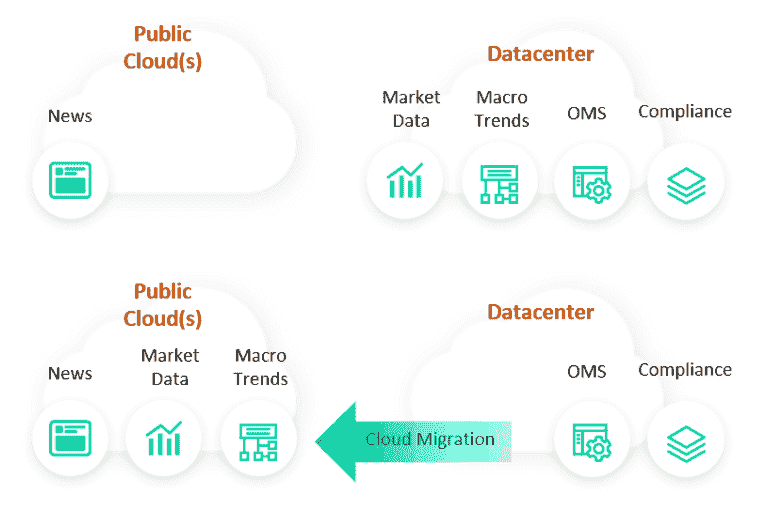 Public
Cloud(s)
News
Datacenter
Market
Data
Macro
Trends
OMS
Compliance
Public
Cloud(s)
News
Market
Data
Macro
Trends
Datacenter
OMS
Compliance
Cloud Migration